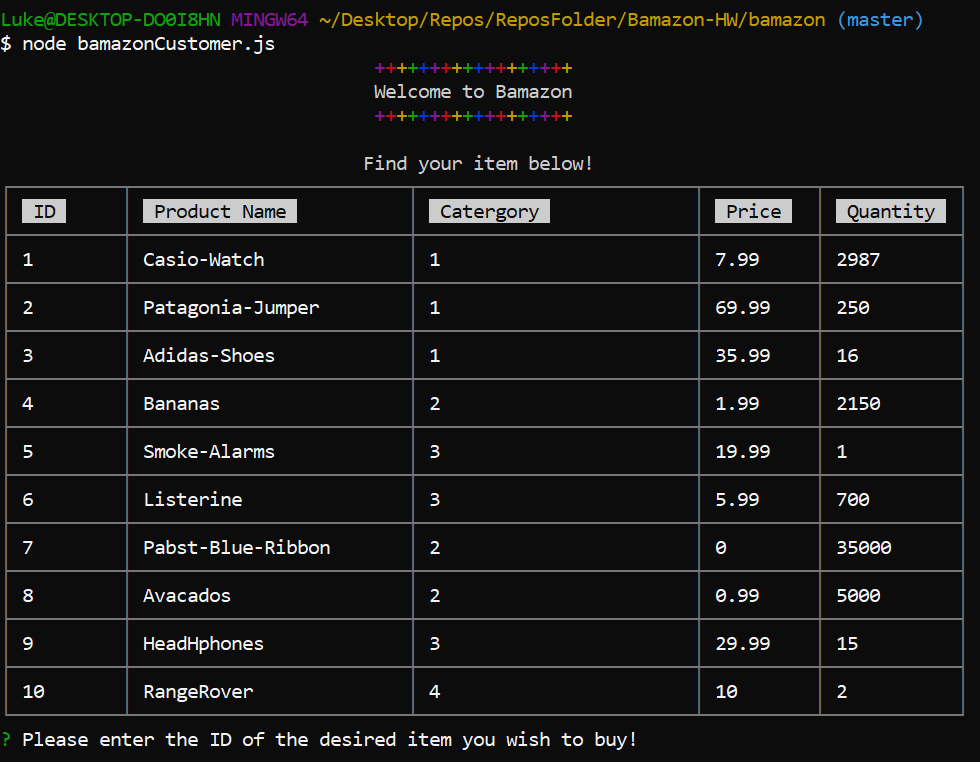 Luke@DESKTOP-DO0I8HN MINGW64 ~/Desktop/Repos/ReposFolder/Bamazon-HW/bamazon (master)
$ node bamazonCustomer.js
++++++++++++++++++
Welcome to Bamazon
++++++++++++++++++
Find your item below!
ID Product Name Catergory Price Quantity
1 Casio-Watch 1 7.99 2987
2 Patagonia-Jumper 1 69.99 250
3 Adidas-Shoes 1 35.99 16
4 Bananas 2 1.99 2150
5 Smoke-Alarms 3 19.99 1
6 Listerine 3 5.99 700
7 Pabst-Blue-Ribbon 2 0 35000
8 Avacados 2 0.99 5000
9 HeadHphones 3 29.99 15
10 RangeRover 4 10 2
? Please enter the ID of the desired item you wish to buy!